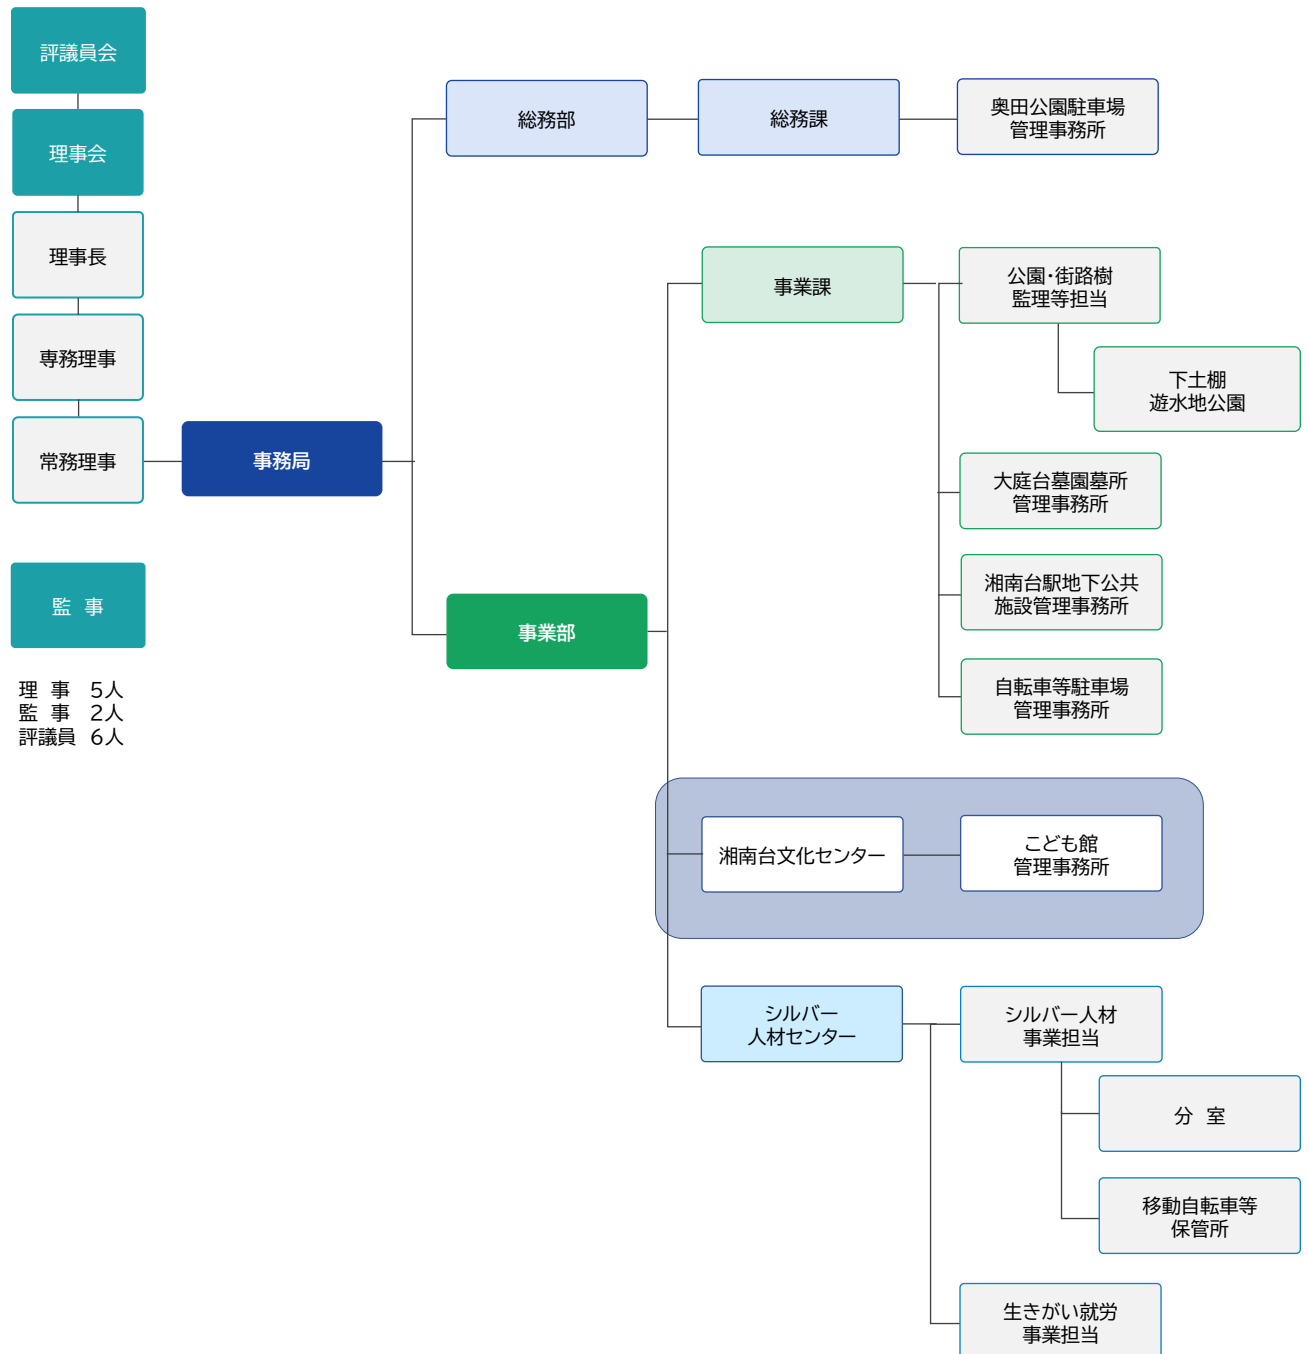 評議員会
理事会
理事長
専務理事
常務理事
監 事
理 事 5人
監 事 2人
評議員 6人
事務局
総務部
総務課
奥田公園駐車場
管理事務所
事業部
事業課
公園・街路樹
監理等担当
下土棚
遊水地公園
大庭台墓園墓所
管理事務所
湘南台駅地下公共
施設管理事務所
自転車等駐車場
管理事務所
湘南台文化センター
こども館
管理事務所
シルバー
人材センター
シルバー人材
事業担当
分 室
移動自転車等
保管所
生きがい就労
事業担当